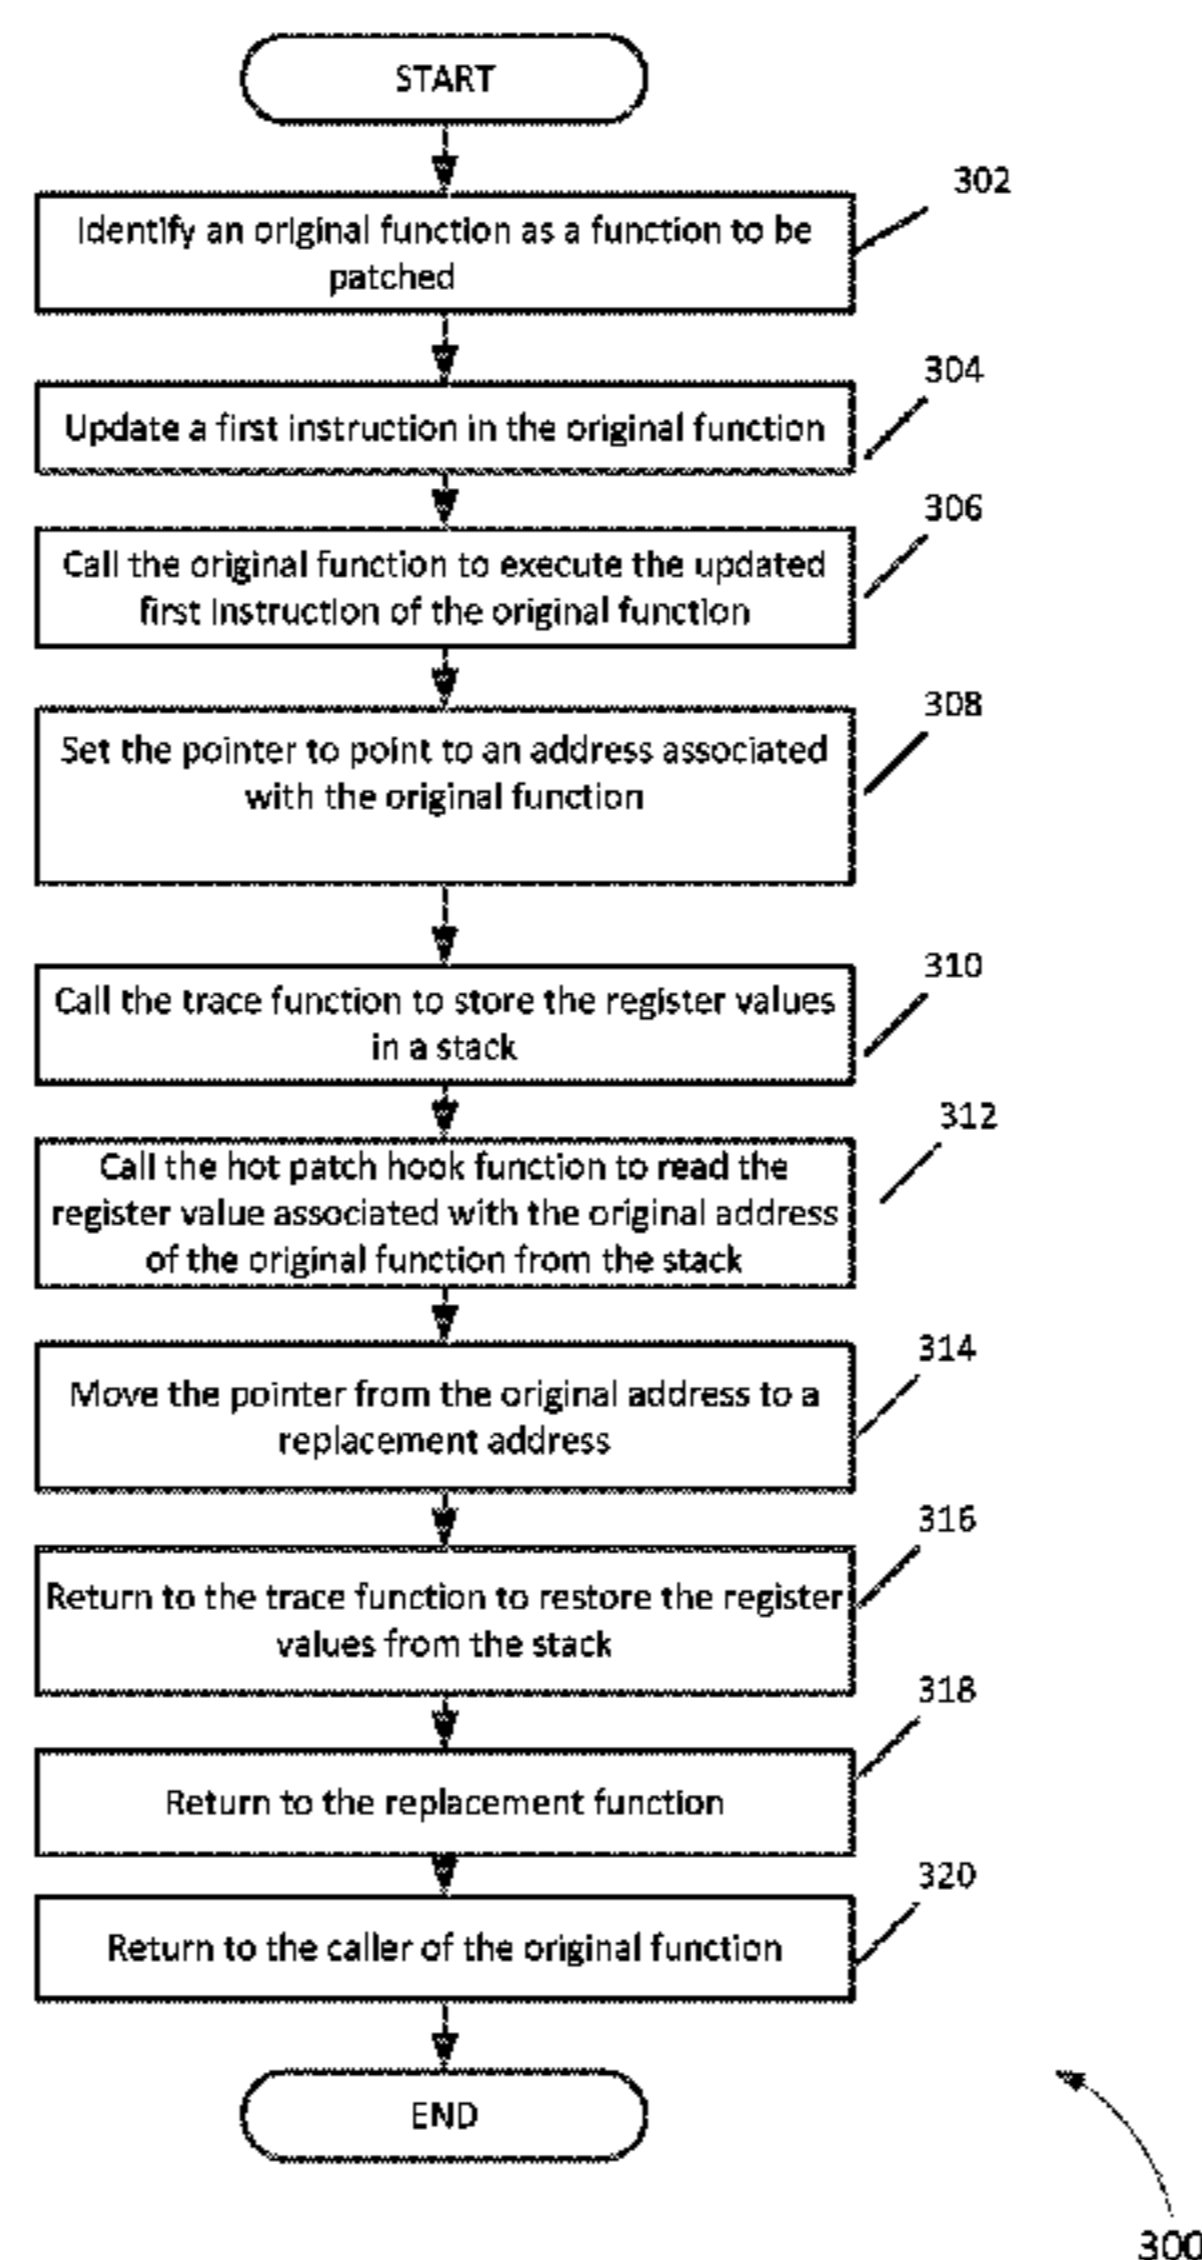 START
302
Identify an original function as a function to be
patched
304
Update a first instruction in the original function
306
Call the original function to execute the updated
first instruction of the original function
308
Set the pointer to point to an address associated
with the original function
310
Call the trace function to store the register values
in a stack
312
Call the hot patch hook function to read the
register value associated with the original address
of the original function from the stack
314
Move the pointer from the original address to a
replacement address
316
Return to the trace function to restore the register
values from the stack
318
Return to the replacement function
320
Return to the caller of the original function
END
300